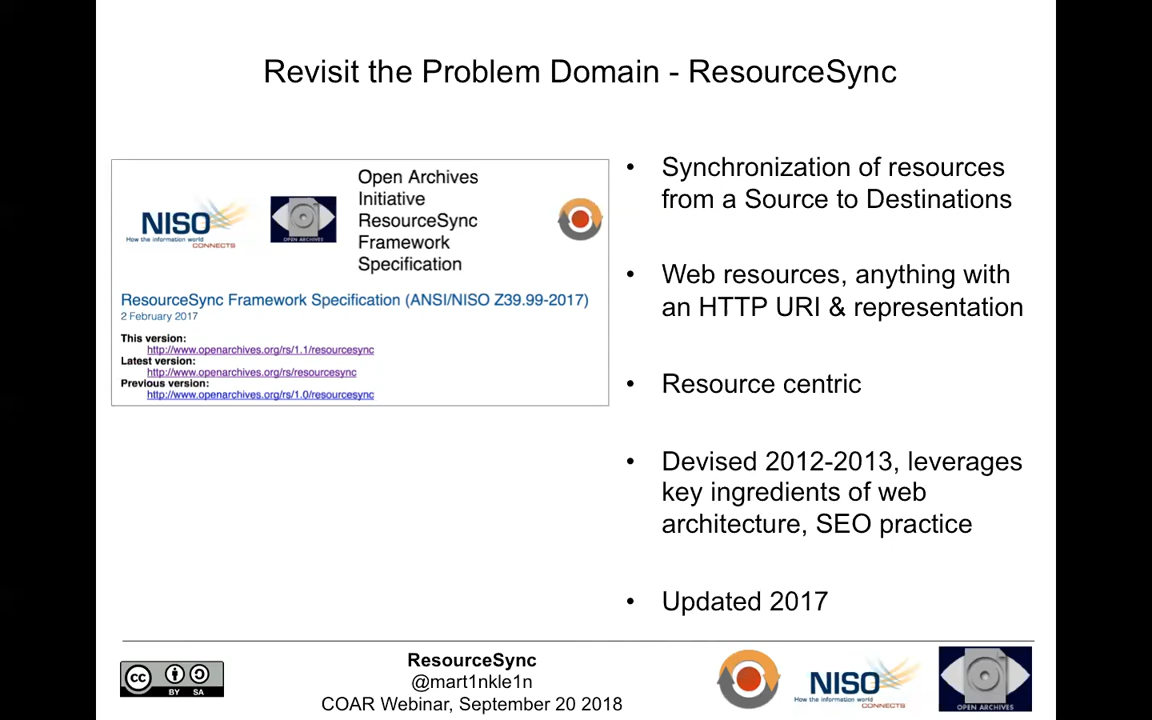 Revisit the Problem Domain - ResourceSync
NISO
How the information world
CONNECTS
OPEN ARCHIVES
Open Archives
Initiative
ResourceSync
Framework
Specification
ResourceSync Framework Specification (ANSI/NISO Z39.99-2017)
2 February 2017
This version:
http://www.openarchives.org/rs/1.1/resourcesync
Latest version:
http://www.openarchives.org/rs/resourcesync
Previous version:
http://www.openarchives.org/rs/1.0/resourcesync
• Synchronization of resources
from a Source to Destinations
• Web resources, anything with
an HTTP URI & representation
• Resource centric
• Devised 2012-2013, leverages
key ingredients of web
architecture, SEO practice
• Updated 2017
cc
BY SA
ResourceSync
@mart1nkle1n
COAR Webinar, September 20 2018
NISO
How the information world
CONNECTS
OPEN ARCHIVES